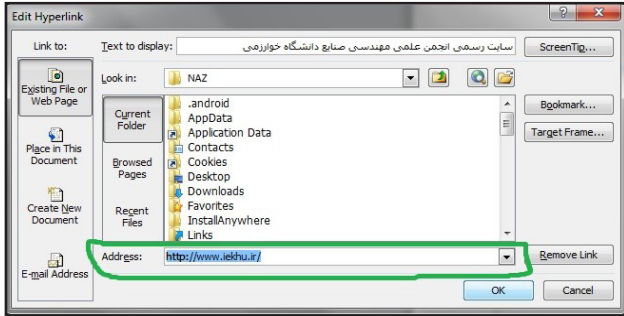 Edit Hyperlink
Link to:
Text to display:
سایت رسمی انجمن علمی مهندسی صنایع دانشگاه خوارزمی
ScreenTip...
Existing File or Web Page
Look in:
NAZ
Current Folder
.android
AppData
Application Data
Contacts
Cookies
Desktop
Downloads
Favorites
InstallAnywhere
Links
Bookmark...
Target Frame...
Place in This Document
Browsed Pages
Create New Document
Recent Files
E-mail Address
Address:
http://www.iekhu.ir/
Remove Link
OK
Cancel